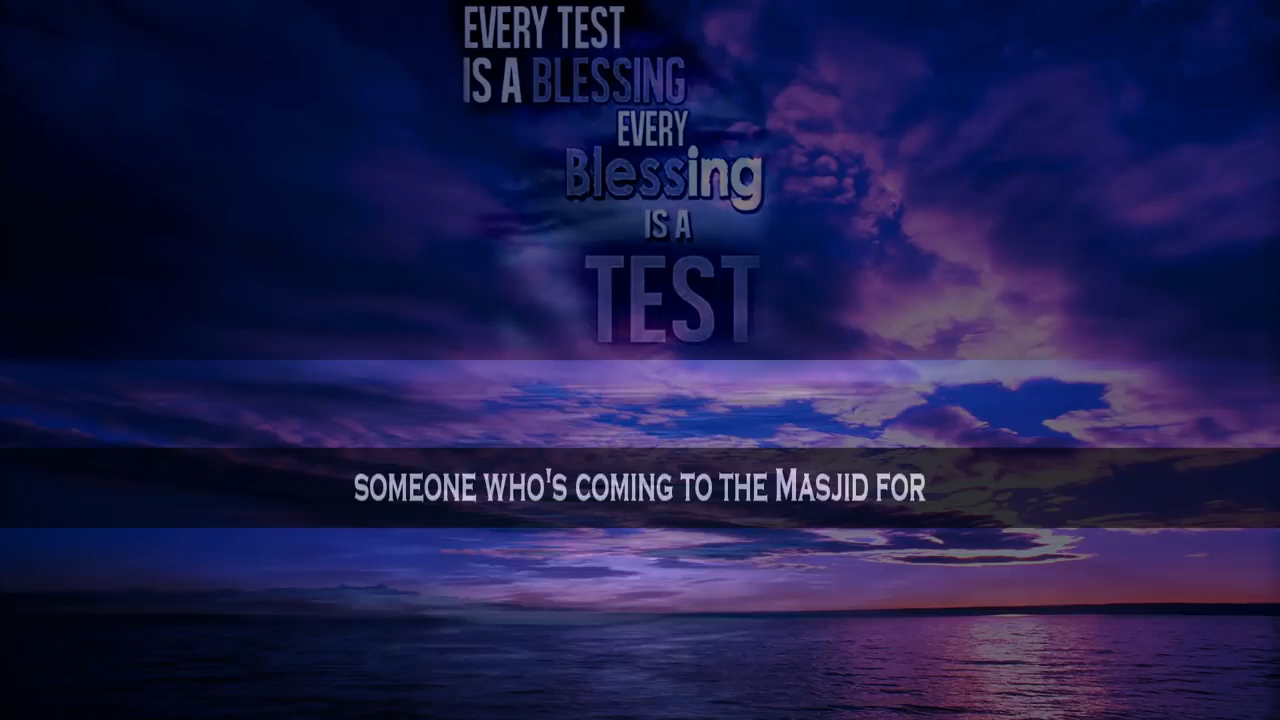 EVERY TEST
IS A BLESSING
EVERY
Blessing
IS A
TEST
SOMEONE WHO'S COMING TO THE MASJID FOR